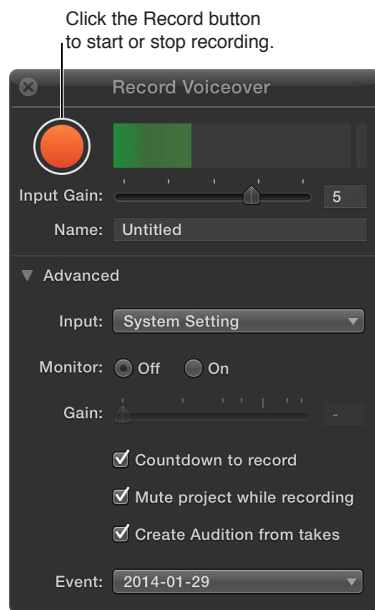 Click the Record button
to start or stop recording.
Record Voiceover
Input Gain: 5
Name: Untitled
Advanced
Input: System Setting
Monitor: Off On
Gain: -
Countdown to record
Mute project while recording
Create Audition from takes
Event: 2014-01-29